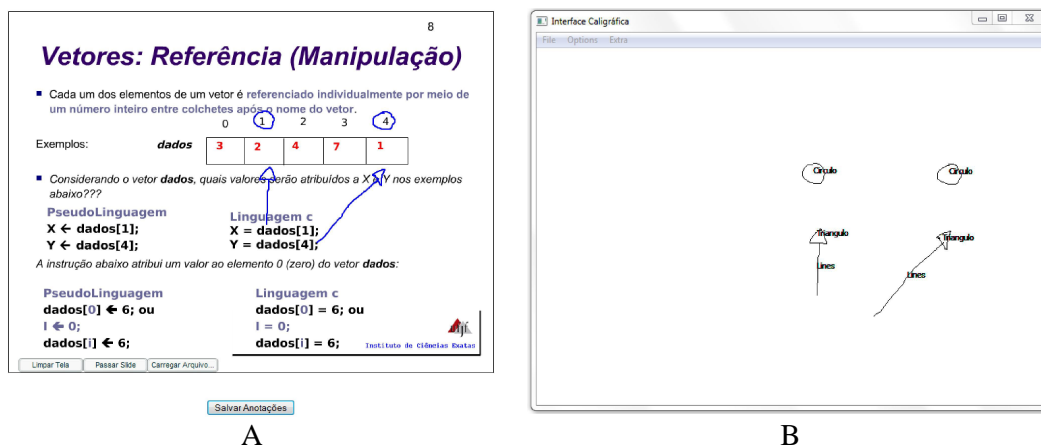 8
Vetores: Referência (Manipulação)
Cada um dos elementos de um vetor é referenciado individualmente por meio de
um número inteiro entre colchetes após o nome do vetor.
0 1 2 3 4
Exemplos: dados 3 2 4 7 1
Considerando o vetor dados, quais valores serão atribuídos a X e Y nos exemplos
abaixo???
PseudoLinguagem
X ← dados[1];
Y ← dados[4];
Linguagem c
X = dados[1];
Y = dados[4];
A instrução abaixo atribui um valor ao elemento 0 (zero) do vetor dados:
PseudoLinguagem
dados[0] ← 6; ou
I ← 0;
dados[i] ← 6;
Linguagem c
dados[0] = 6; ou
I = 0;
dados[i] = 6;
Instituto de Ciências Exatas
Limpar Tela Passar Slide Carregar Arquivo...
Salvar Anotações
A
Interface Caligráfica
File Options Extra
Circulo Circulo
Triangulo Triangulo
Lines Lines
B